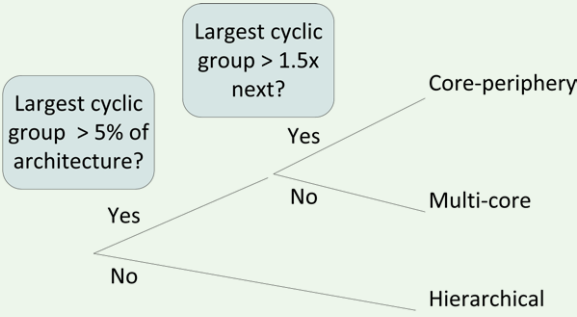 Largest cyclic
group > 1.5x
next?
Largest cyclic
group > 5% of
architecture?
Core-periphery
Yes
No
Multi-core
Yes
No
Hierarchical